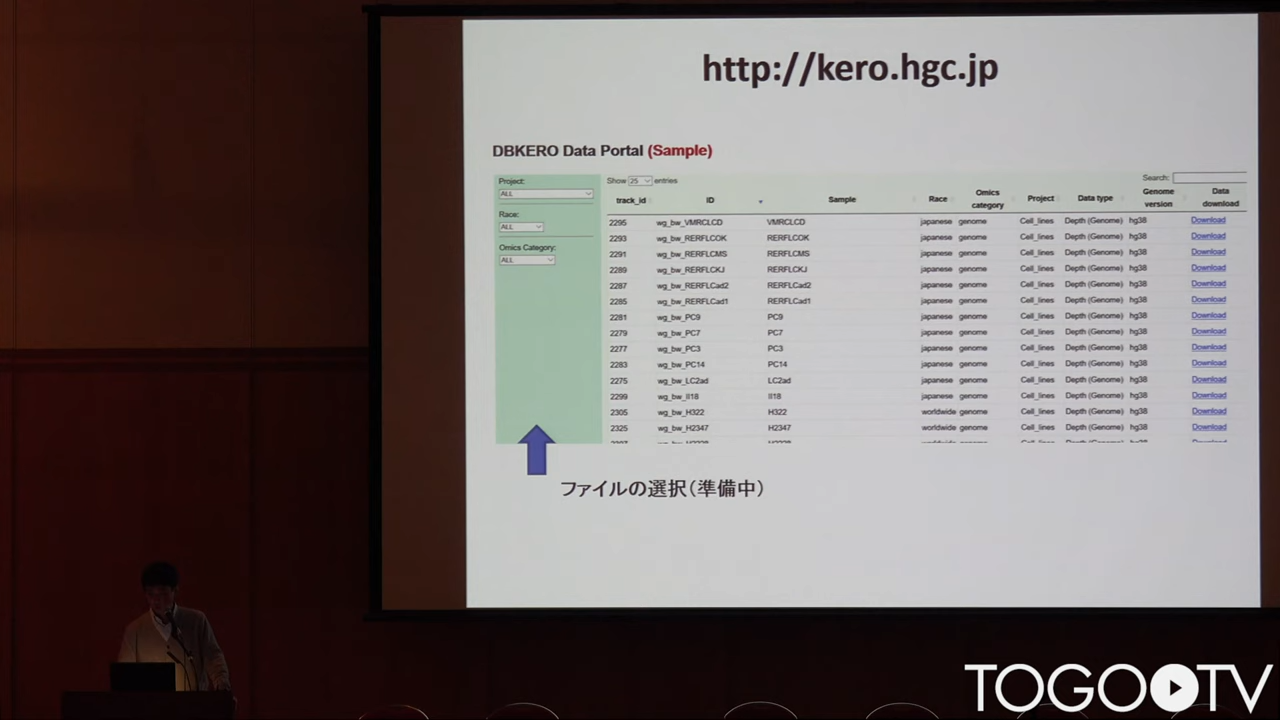 http://kero.hgc.jp
DBKERO Data Portal (Sample)
Project:
ALL
Race:
ALL
Omics Category:
ALL
Show 25 entries
Search:
track_id ID Sample Race Omics category Project Data type Genome version Data download
2295 wg_bw_VMRCLCD VMRCLCD japanese genome Cell_lines Depth (Genome) hg38 Download
2293 wg_bw_RERFLCOK RERFLCOK japanese genome Cell_lines Depth (Genome) hg38 Download
2291 wg_bw_RERFLCMS RERFLCMS japanese genome Cell_lines Depth (Genome) hg38 Download
2289 wg_bw_RERFLCKJ RERFLCKJ japanese genome Cell_lines Depth (Genome) hg38 Download
2287 wg_bw_RERFLCad2 RERFLCad2 japanese genome Cell_lines Depth (Genome) hg38 Download
2285 wg_bw_RERFLCad1 RERFLCad1 japanese genome Cell_lines Depth (Genome) hg38 Download
2281 wg_bw_PC9 PC9 japanese genome Cell_lines Depth (Genome) hg38 Download
2279 wg_bw_PC7 PC7 japanese genome Cell_lines Depth (Genome) hg38 Download
2277 wg_bw_PC3 PC3 japanese genome Cell_lines Depth (Genome) hg38 Download
2283 wg_bw_PC14 PC14 japanese genome Cell_lines Depth (Genome) hg38 Download
2275 wg_bw_LC2ad LC2ad japanese genome Cell_lines Depth (Genome) hg38 Download
2299 wg_bw_II18 II18 japanese genome Cell_lines Depth (Genome) hg38 Download
2305 wg_bw_H322 H322 worldwide genome Cell_lines Depth (Genome) hg38 Download
2325 wg_bw_H2347 H2347 worldwide genome Cell_lines Depth (Genome) hg38 Download
ファイルの選択(準備中)
TOGO TV